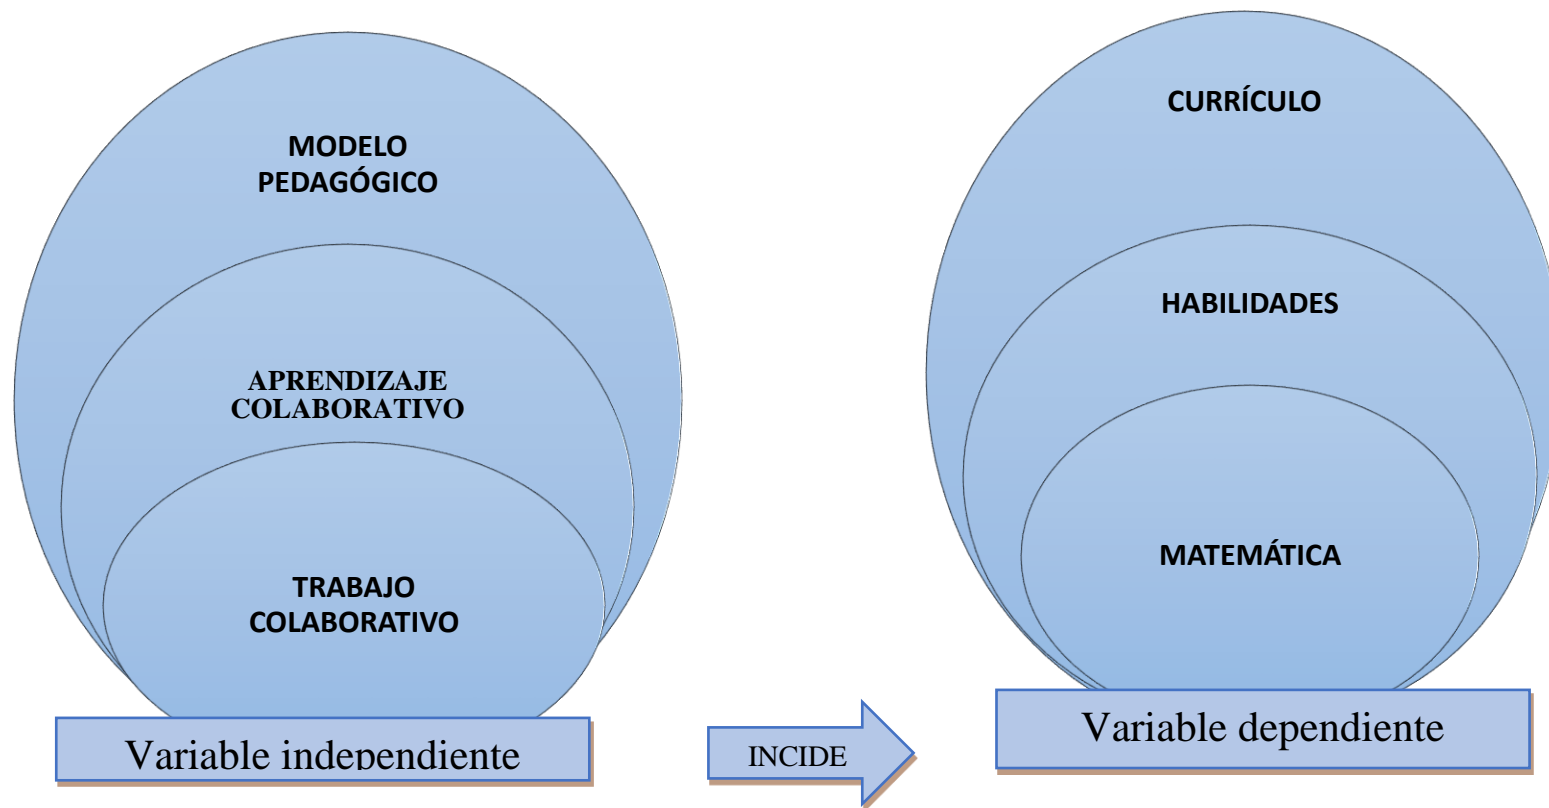 MODELO
PEDAGÓGICO
APRENDIZAJE
COLABORATIVO
TRABAJO
COLABORATIVO
Variable independiente
INCIDE
CURRÍCULO
HABILIDADES
MATEMÁTICA
Variable dependiente